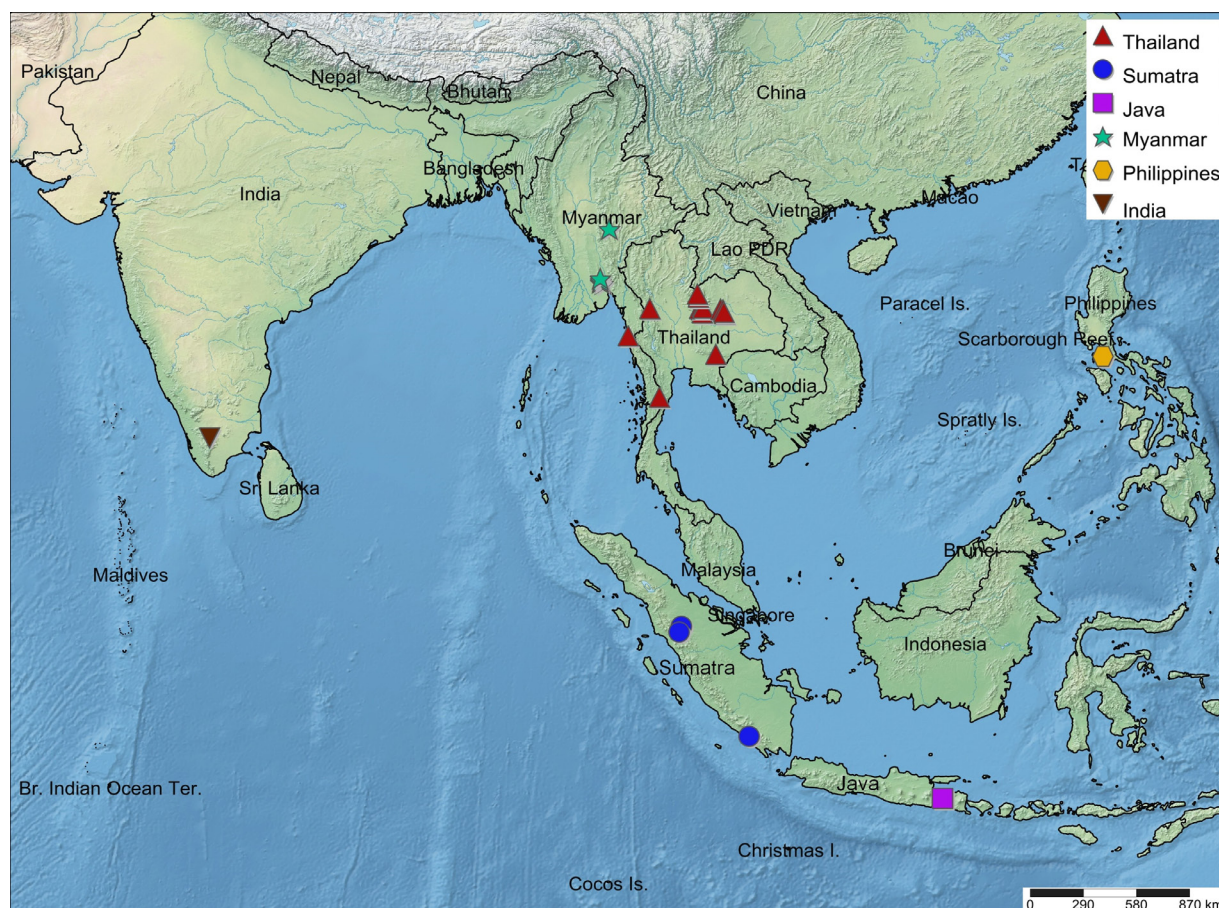 Thailand
Sumatra
Java
Myanmar
Philippines
India
Pakistan
Nepal
Bhutan
China
Bangladesh
India
Myanmar
Vietnam
Macao
Lao PDR
Paracel Is.
Philippines
Thailand
Scarborough Reef
Cambodia
Spratly Is.
Sri Lanka
Maldives
Malaysia
Brunei
Singapore
Indonesia
Sumatra
Br. Indian Ocean Ter.
Java
Christmas I.
Cocos Is.
0 290 580 870 km